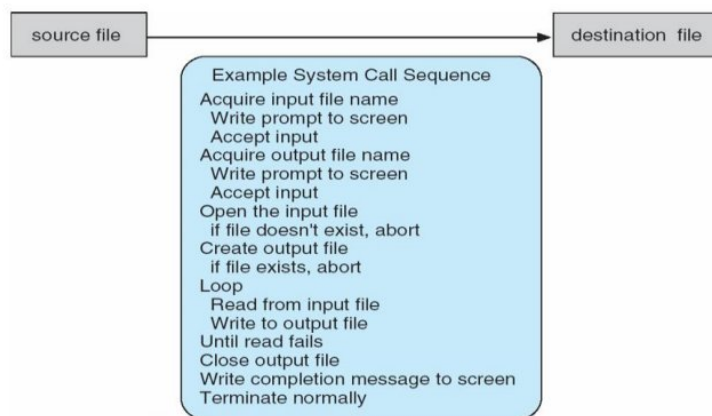 source file
destination file
Example System Call Sequence
Acquire input file name
Write prompt to screen
Accept input
Acquire output file name
Write prompt to screen
Accept input
Open the input file
if file doesn't exist, abort
Create output file
if file exists, abort
Loop
Read from input file
Write to output file
Until read fails
Close output file
Write completion message to screen
Terminate normally